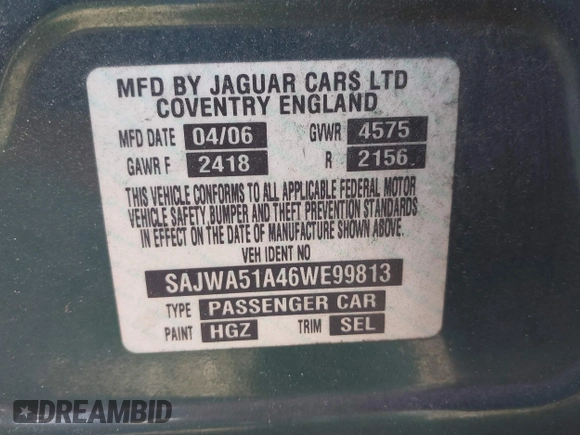 MFD BY JAGUAR CARS LTD
COVENTRY ENGLAND
MFD DATE 04/06 GVWR 4575
GAWR F 2418 R 2156
THIS VEHICLE CONFORMS TO ALL APPLICABLE FEDERAL MOTOR
VEHICLE SAFETY, BUMPER AND THEFT PREVENTION STANDARDS
IN EFFECT ON THE DATE OF MANUFACTURE SHOWN ABOVE.
VEH IDENT NO
SAJWA51A46WE99813
TYPE PASSENGER CAR
PAINT HGZ TRIM SEL
DREAMBID